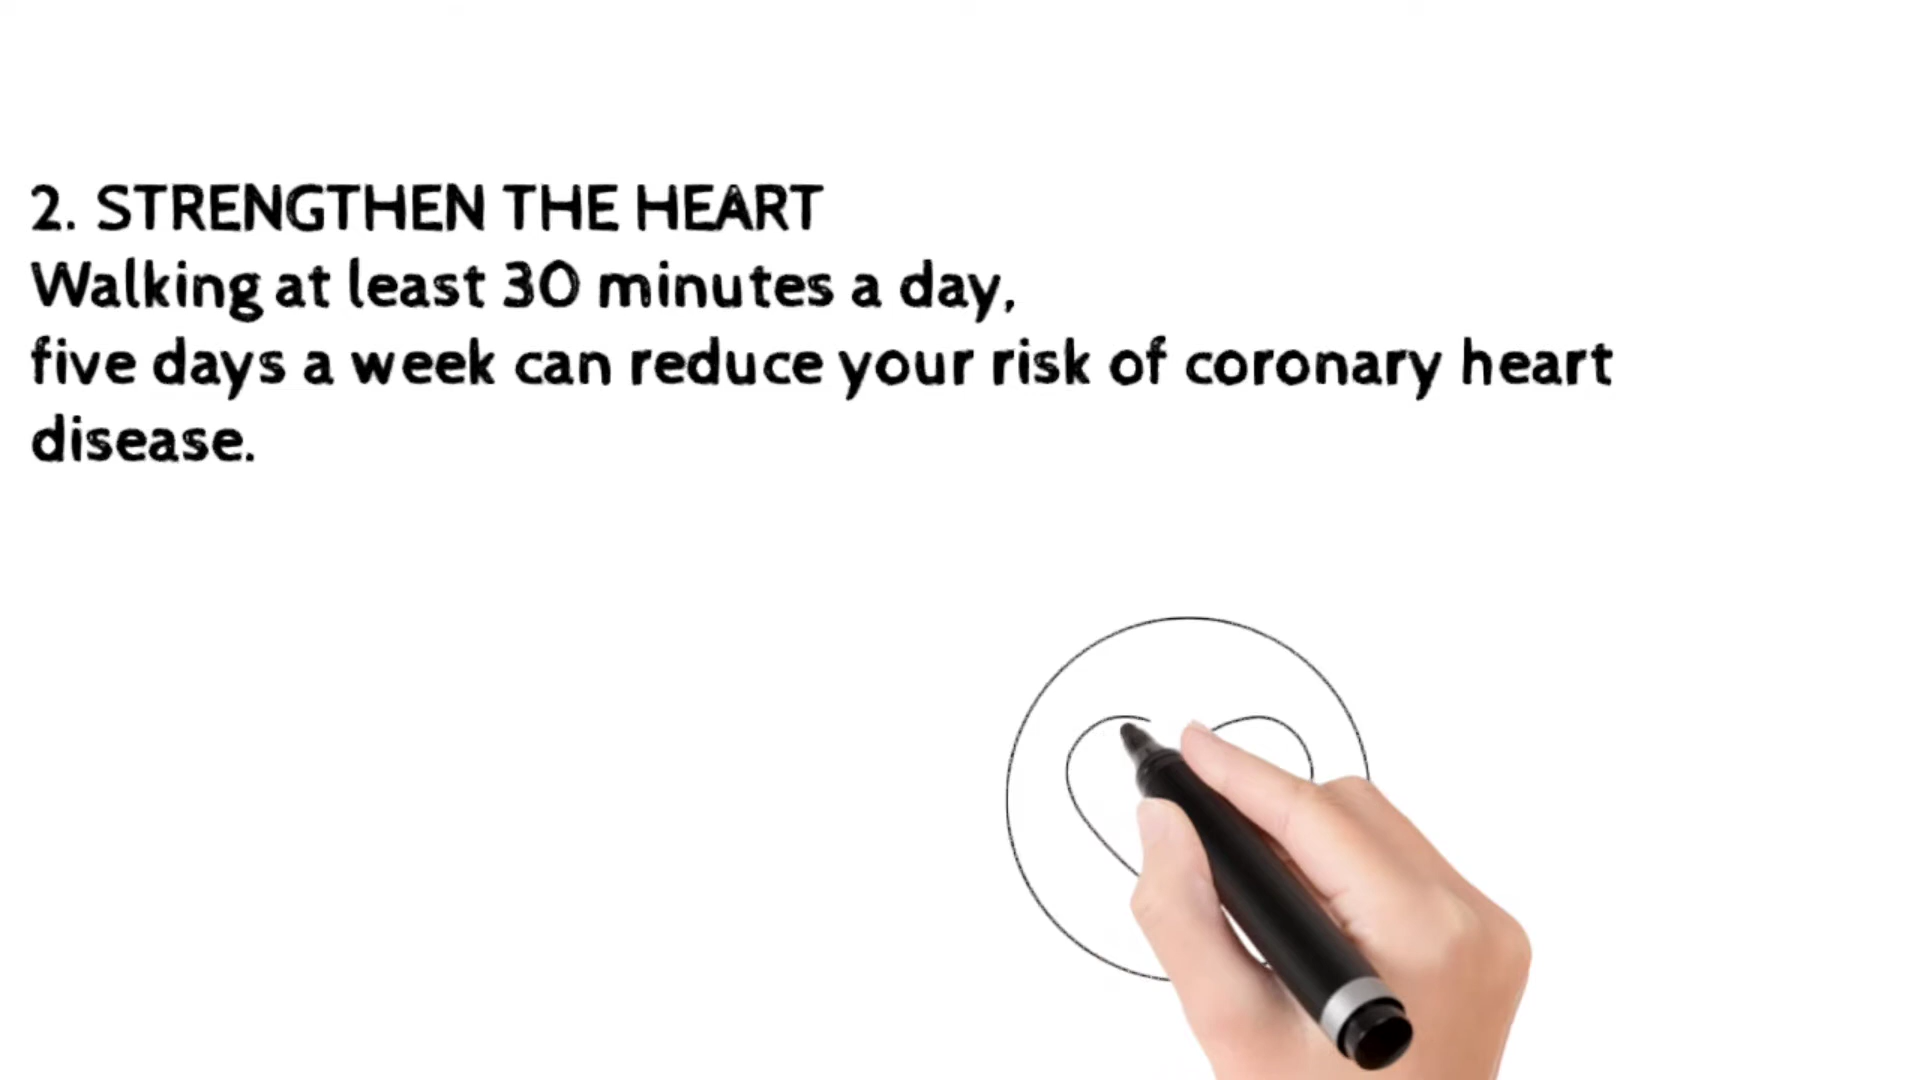 2. STRENGTHEN THE HEART
Walking at least 30 minutes a day,
five days a week can reduce your risk of coronary heart
disease.